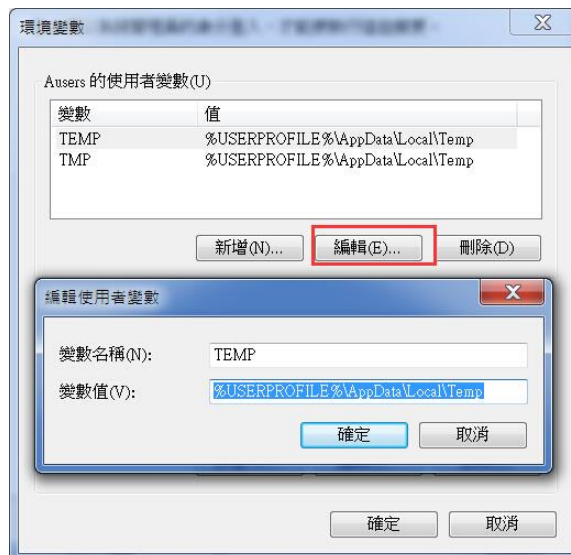 環境變數
Ausers 的使用者變數(U)
變數 值
TEMP %USERPROFILE%\AppData\Local\Temp
TMP %USERPROFILE%\AppData\Local\Temp
新增(N)... 編輯(E)... 刪除(D)
編輯使用者變數
變數名稱(N): TEMP
變數值(V): %USERPROFILE%\AppData\Local\Temp
確定 取消
確定 取消